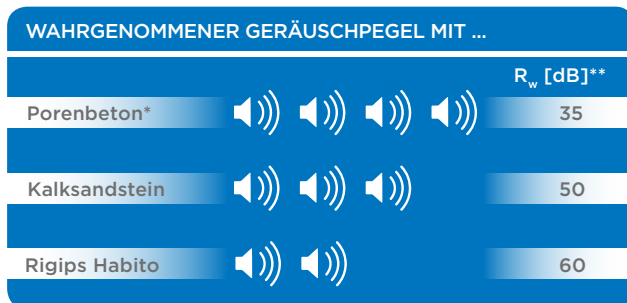 WAHRGENOMMENER GERÄUSCHPEGEL MIT ...
Rw [dB]**
Porenbeton* 35
Kalksandstein 50
Rigips Habito 60